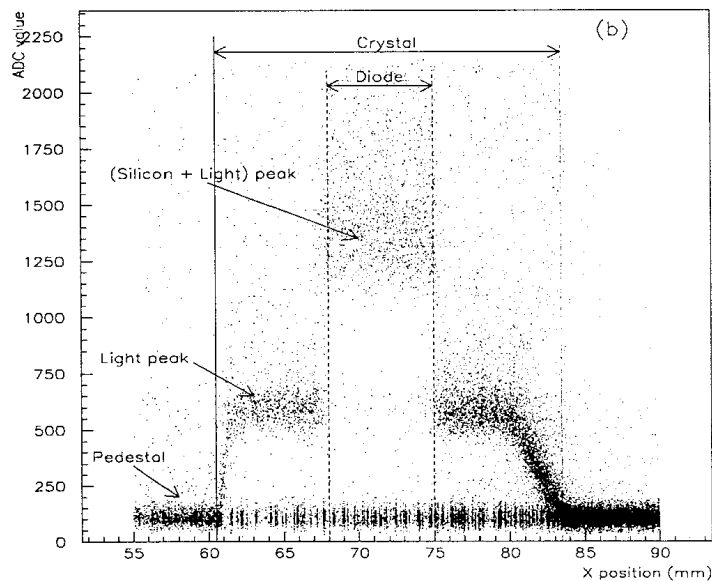 (b)
ADC value
Crystal
Diode
(Silicon + Light) peak
Light peak
Pedestal
2250
2000
1750
1500
1250
1000
750
500
250
0
55
60
65
70
75
80
85
90
X position (mm)